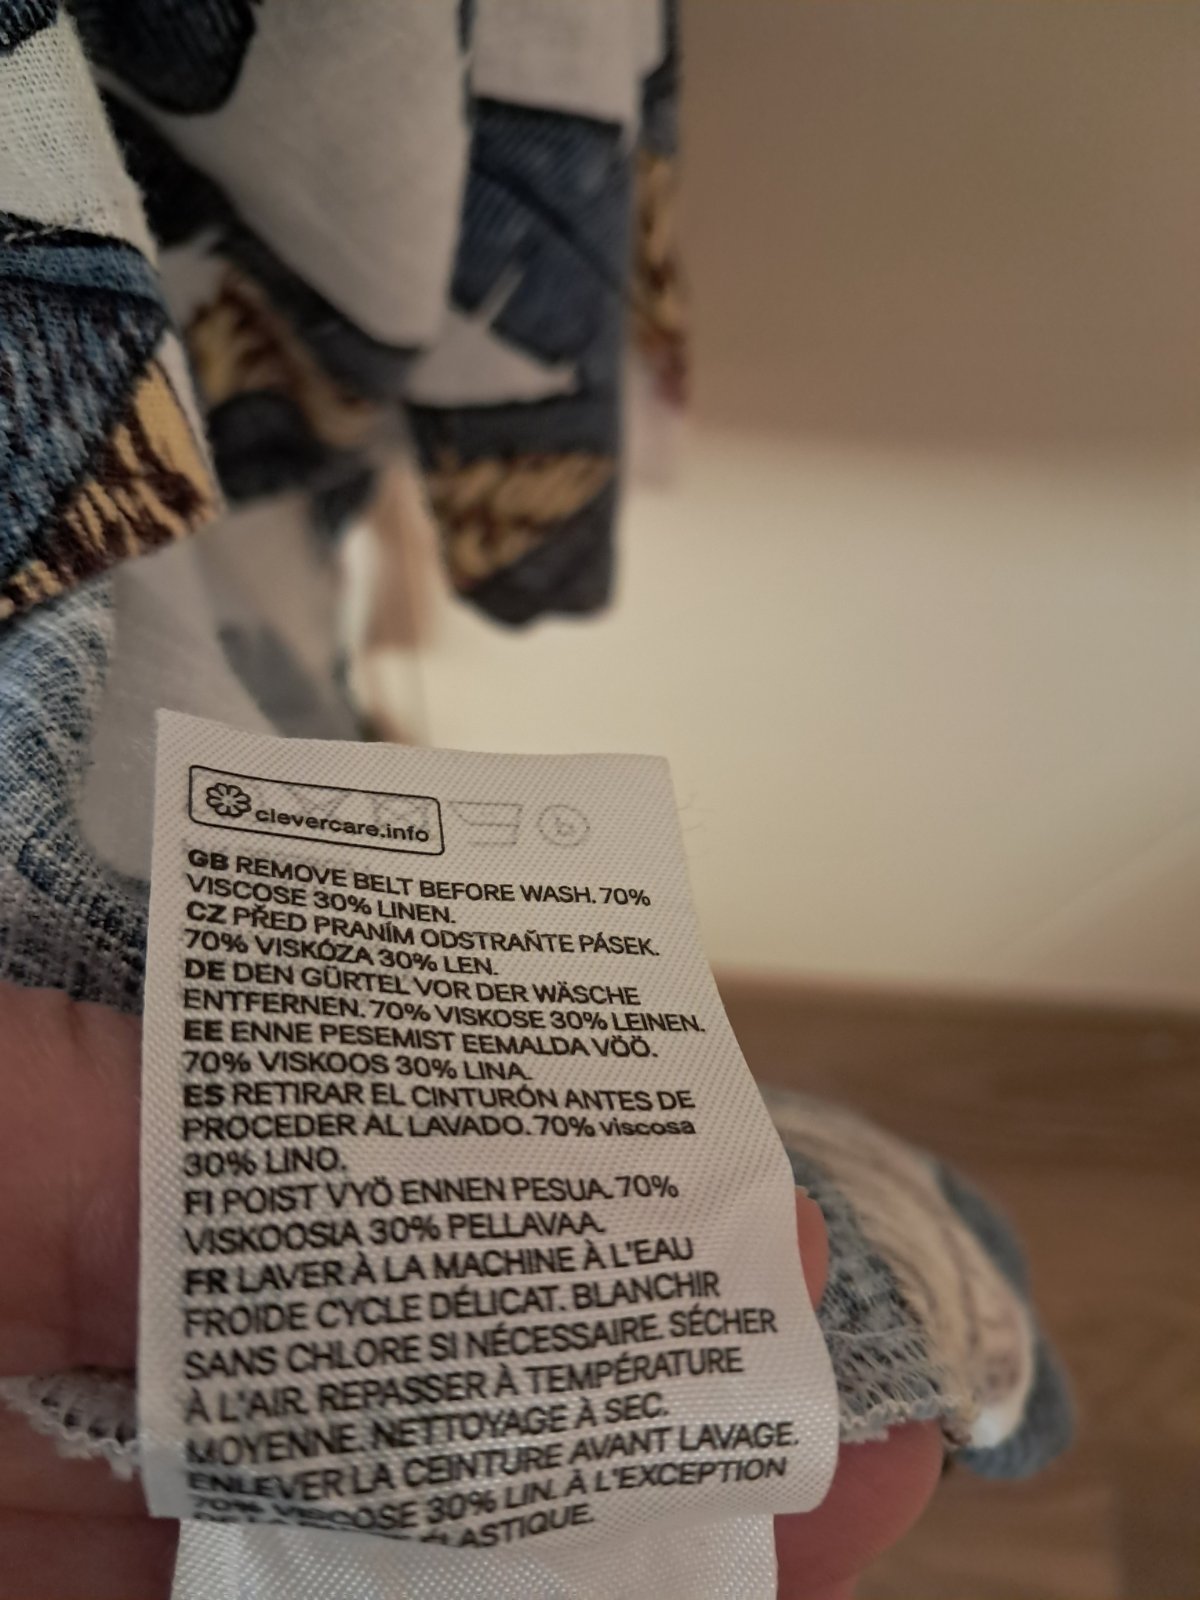 clevercare.info
GB REMOVE BELT BEFORE WASH. 70%
VISCOSE 30% LINEN.
CZ PŘED PRANÍM ODSTRAŇTE PÁSEK.
70% VISKÓZA 30% LEN.
DE DEN GÜRTEL VOR DER WÄSCHE
ENTFERNEN. 70% VISKOSE 30% LEINEN.
EE ENNE PESEMIST EEMALDA VÖÖ.
70% VISKOOS 30% LINA.
ES RETIRAR EL CINTURÓN ANTES DE
PROCEDER AL LAVADO. 70% viscosa
30% LINO.
FI POIST VYÖ ENNEN PESUA. 70%
VISKOOSIA 30% PELLAVAA.
FR LAVER À LA MACHINE À L'EAU
FROIDE CYCLE DÉLICAT. BLANCHIR
SANS CHLORE SI NÉCESSAIRE. SÉCHER
À L'AIR. REPASSER À TEMPÉRATURE
MOYENNE. NETTOYAGE À SEC.
ENLEVER LA CEINTURE AVANT LAVAGE.
70% VISCOSE 30% LIN. À L'EXCEPTION
ÉLASTIQUE.